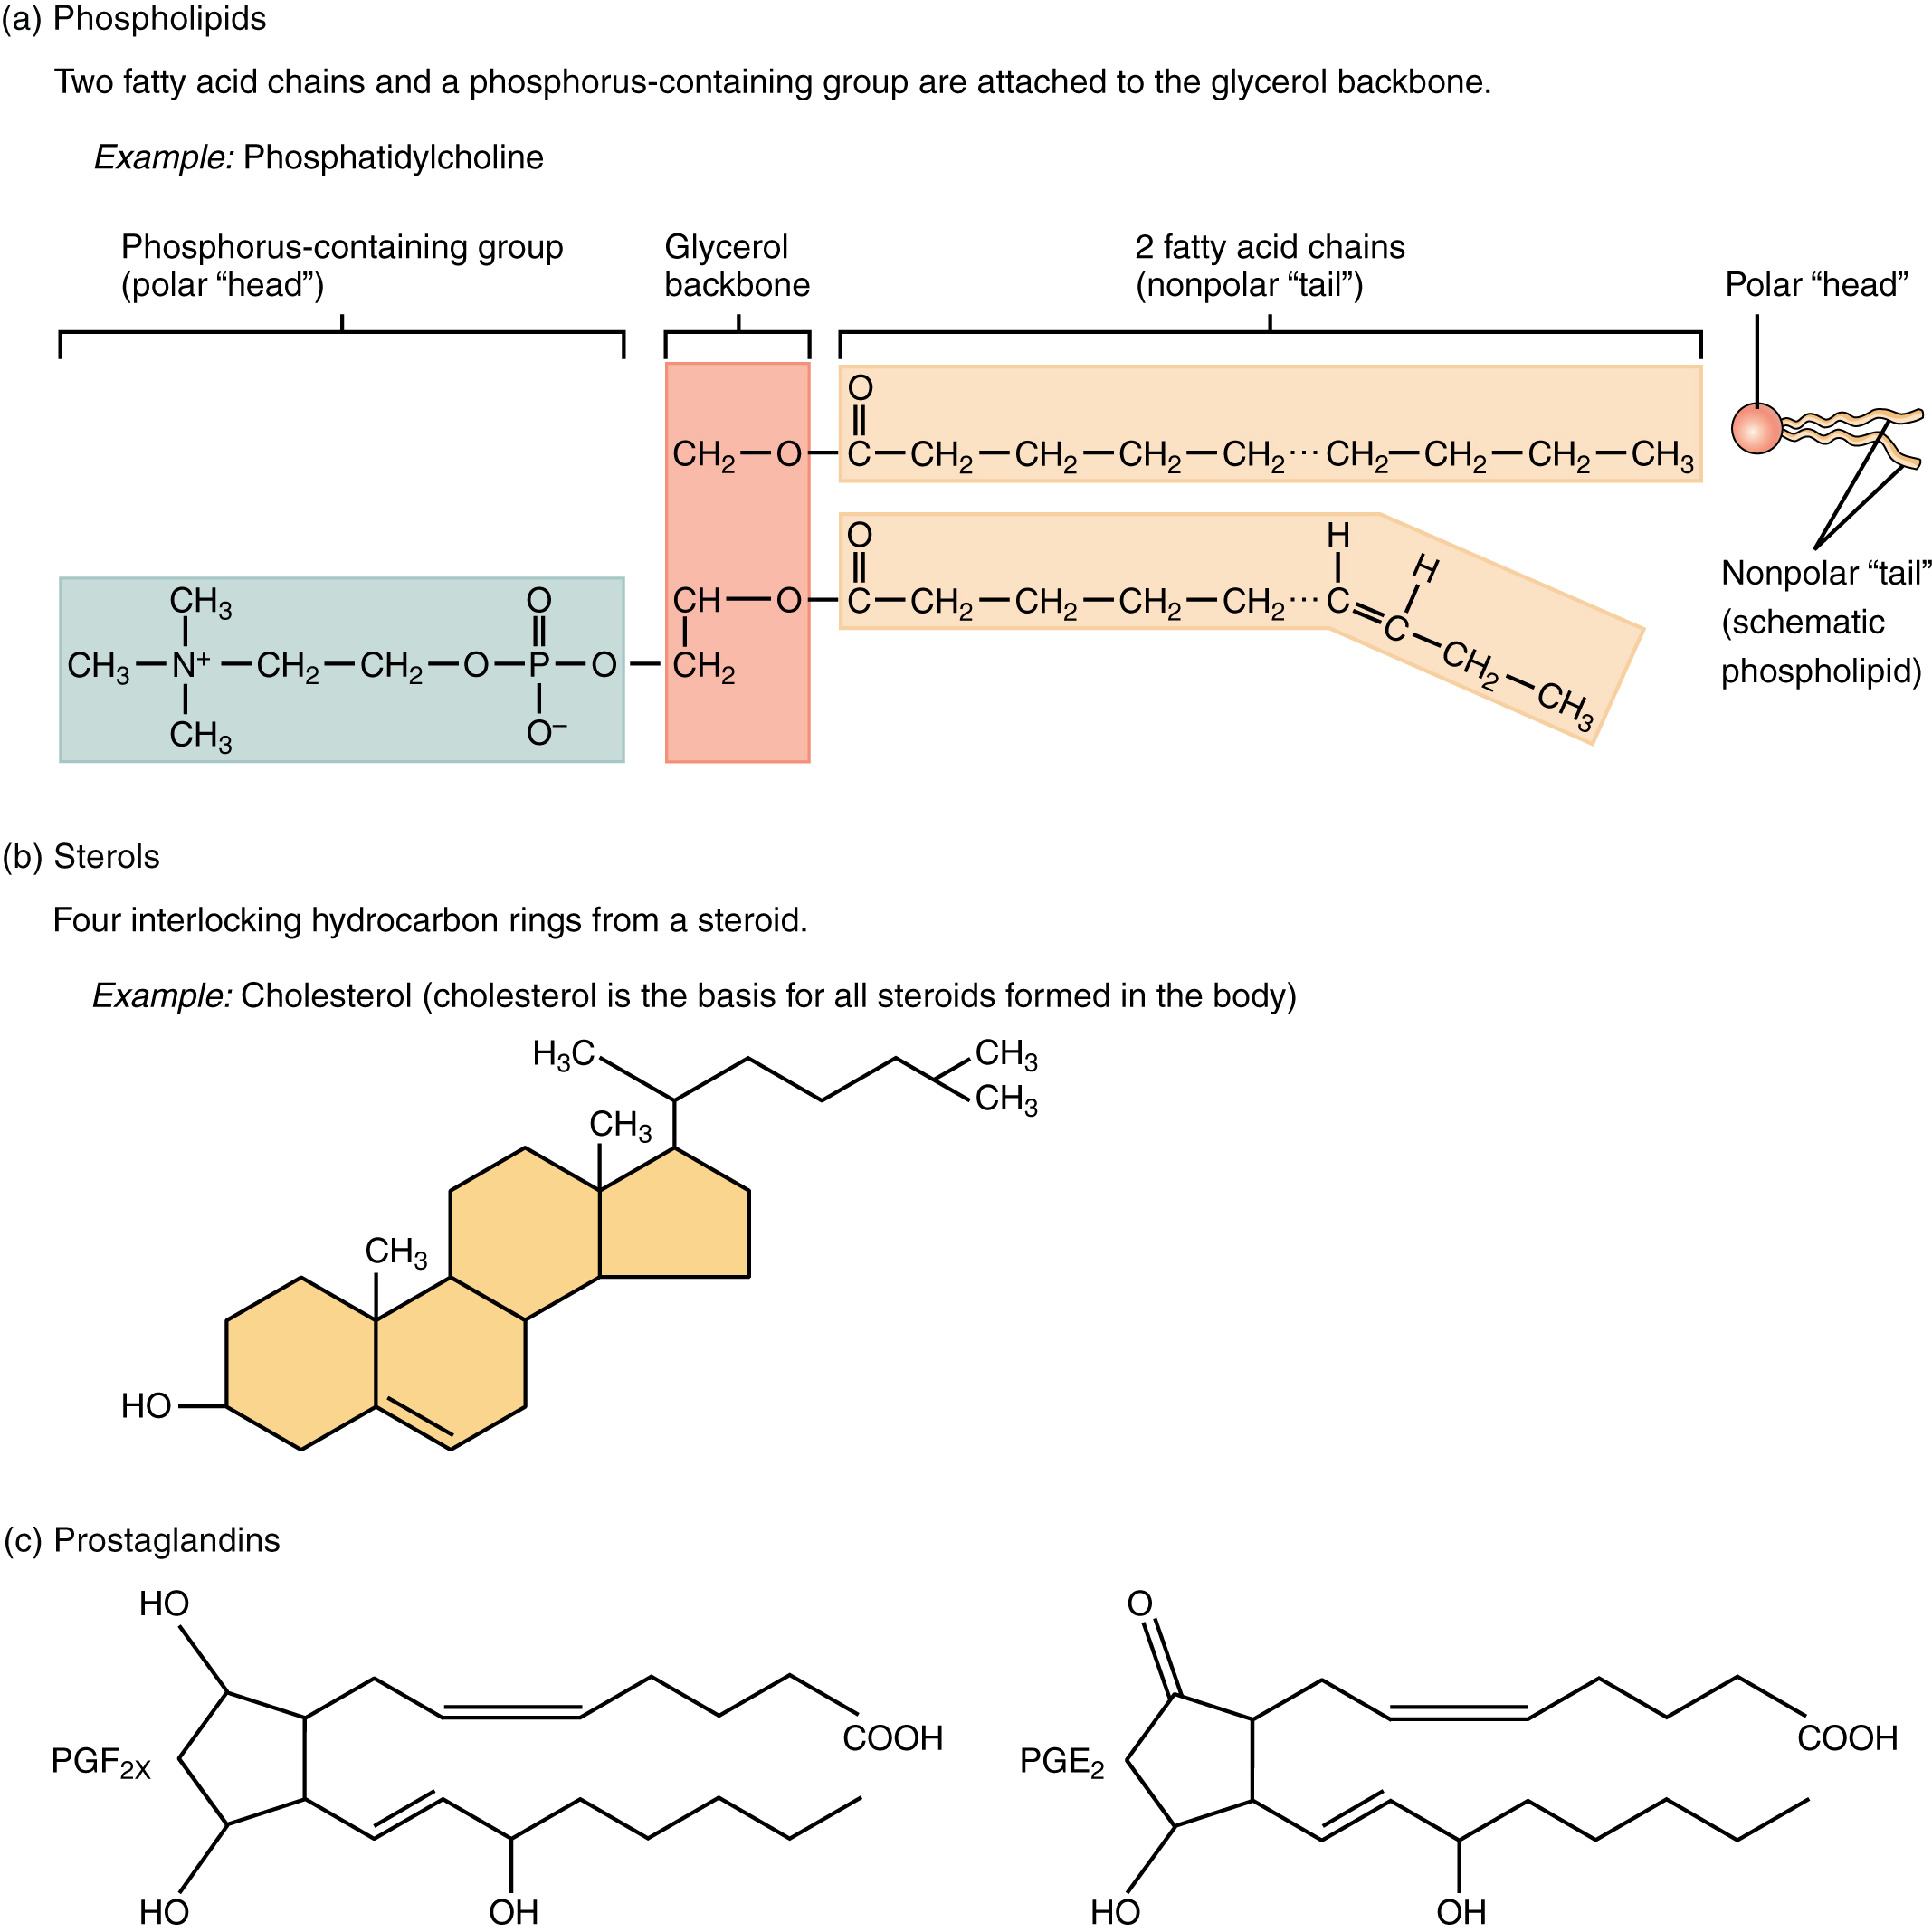 (a) Phospholipids
Two fatty acid chains and a phosphorus-containing group are attached to the glycerol backbone.
Example: Phosphatidylcholine
Phosphorus-containing group
(polar “head”)
Glycerol
backbone
2 fatty acid chains
(nonpolar “tail”)
Polar “head”
O
CH₂ O C CH₂ CH₂ CH₂ CH₂ ··· CH₂ CH₂ CH₂ CH₃
O H H
CH O C CH₂ CH₂ CH₂ CH₂ ··· C C CH₂ CH₃
CH₃ O
CH₃ N⁺ CH₂ CH₂ O P O CH₂
CH₃ O⁻
Nonpolar “tail”
(schematic
phospholipid)
(b) Sterols
Four interlocking hydrocarbon rings from a steroid.
Example: Cholesterol (cholesterol is the basis for all steroids formed in the body)
H₃C CH₃
CH₃
CH₃
CH₃
HO
(c) Prostaglandins
HO
COOH
PGF₂X
HO OH
O
COOH
PGE₂
HO OH